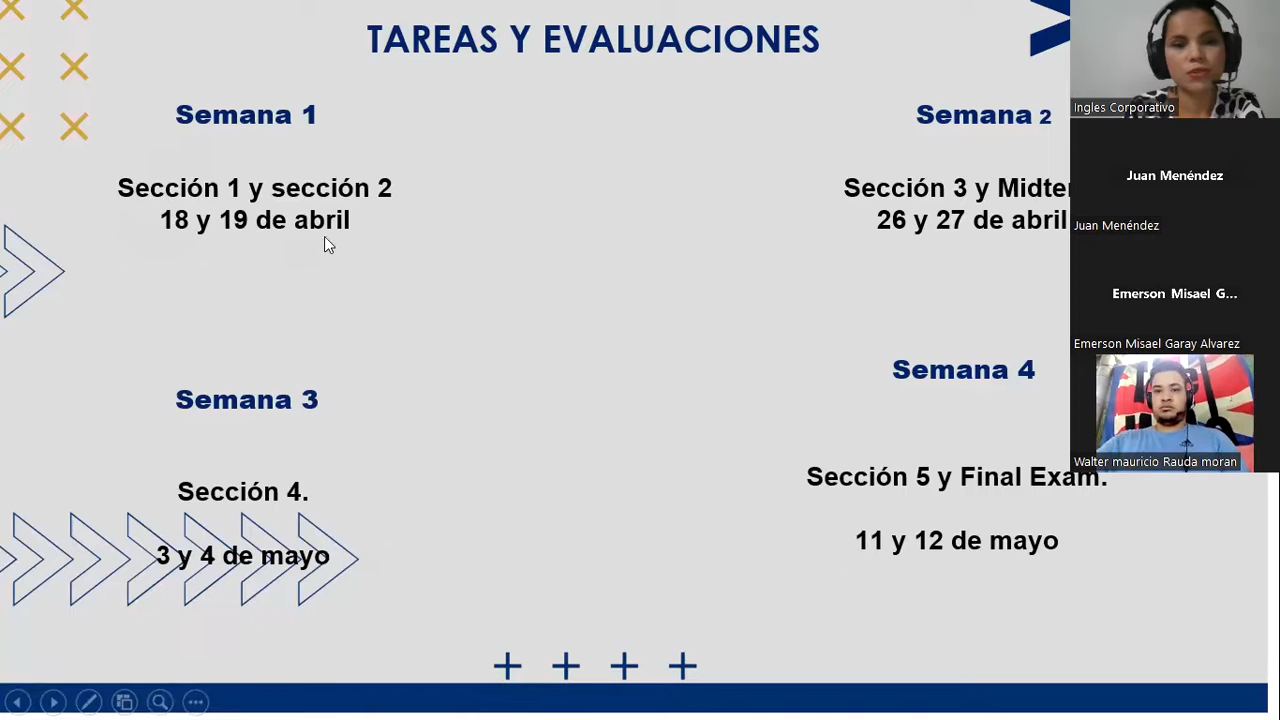 TAREAS Y EVALUACIONES
Semana 1
Sección 1 y sección 2
18 y 19 de abril
Semana 2
Sección 3 y
26 y 27 de abril
Semana 3
Sección 4.
3 y 4 de mayo
Semana 4
Sección 5 y Final Exam.
11 y 12 de mayo
Ingles Corporativo
Juan Menéndez
Juan Menéndez
Emerson Misael G...
Emerson Misael Garay Alvarez
Walter mauricio Rauda moran